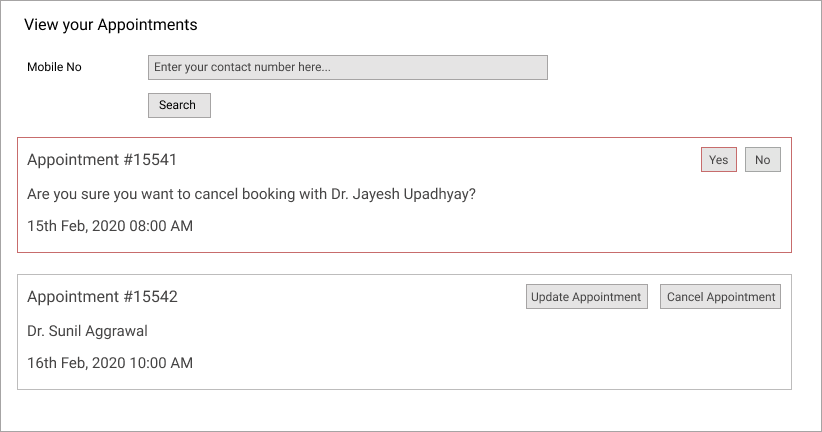 View your Appointments
Mobile No
Enter your contact number here...
Search
Appointment #15541
Yes
No
Are you sure you want to cancel booking with Dr. Jayesh Upadhyay?
15th Feb, 2020 08:00 AM
Appointment #15542
Update Appointment
Cancel Appointment
Dr. Sunil Aggrawal
16th Feb, 2020 10:00 AM